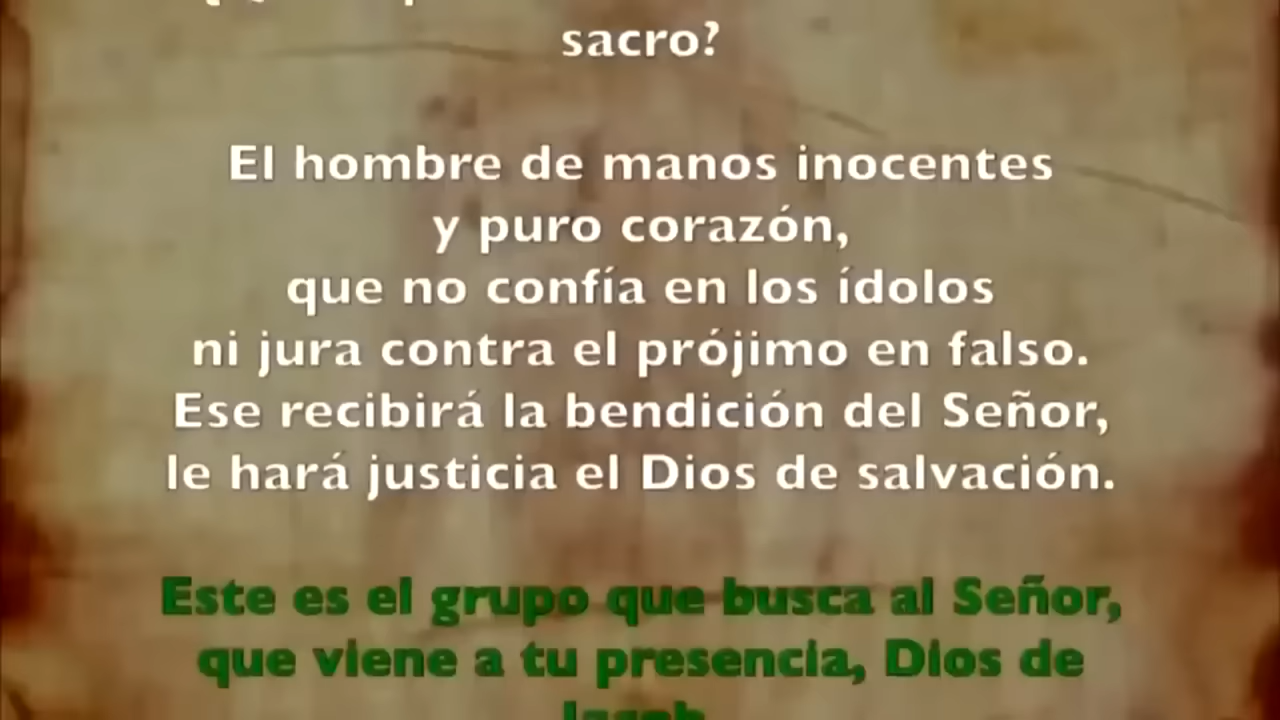 sacro?
El hombre de manos inocentes
y puro corazón,
que no confía en los ídolos
ni jura contra el prójimo en falso.
Ese recibirá la bendición del Señor,
le hará justicia el Dios de salvación.
Este es el grupo que busca al Señor,
que viene a tu presencia, Dios de
Jacob.